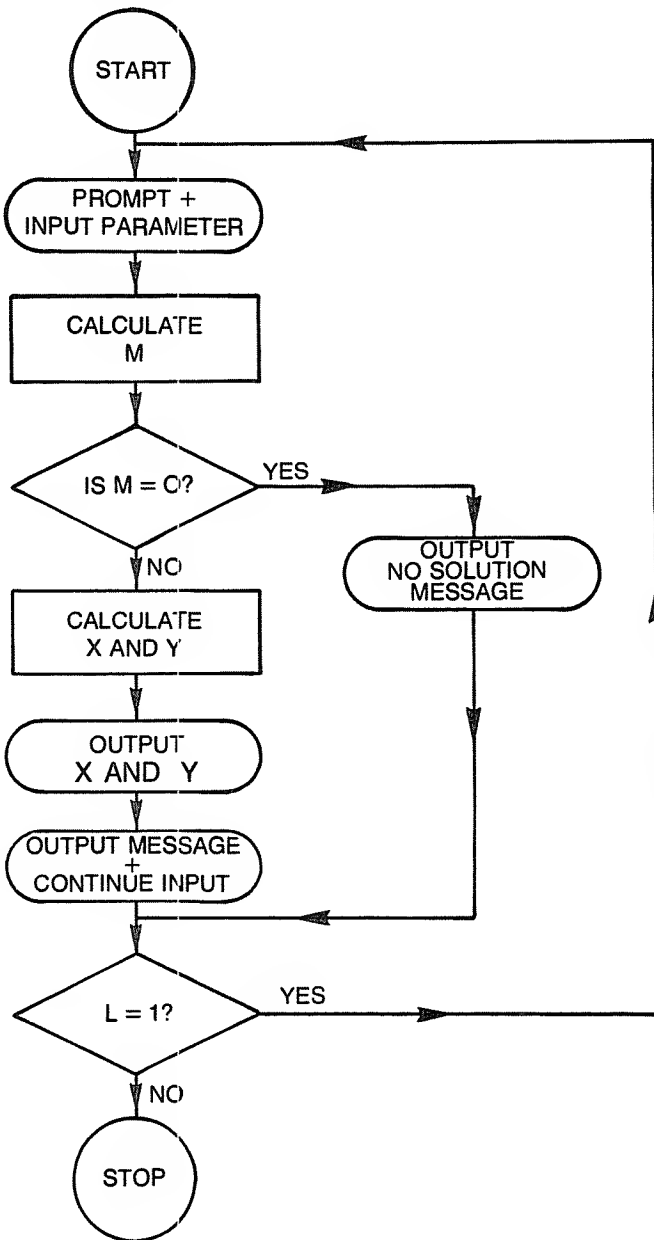 START
PROMPT +
INPUT PARAMETER
CALCULATE
M
IS M = O?
YES
NO
OUTPUT
NO SOLUTION
MESSAGE
CALCULATE
X AND Y
OUTPUT
X AND Y
OUTPUT MESSAGE
+
CONTINUE INPUT
L = 1?
YES
NO
STOP